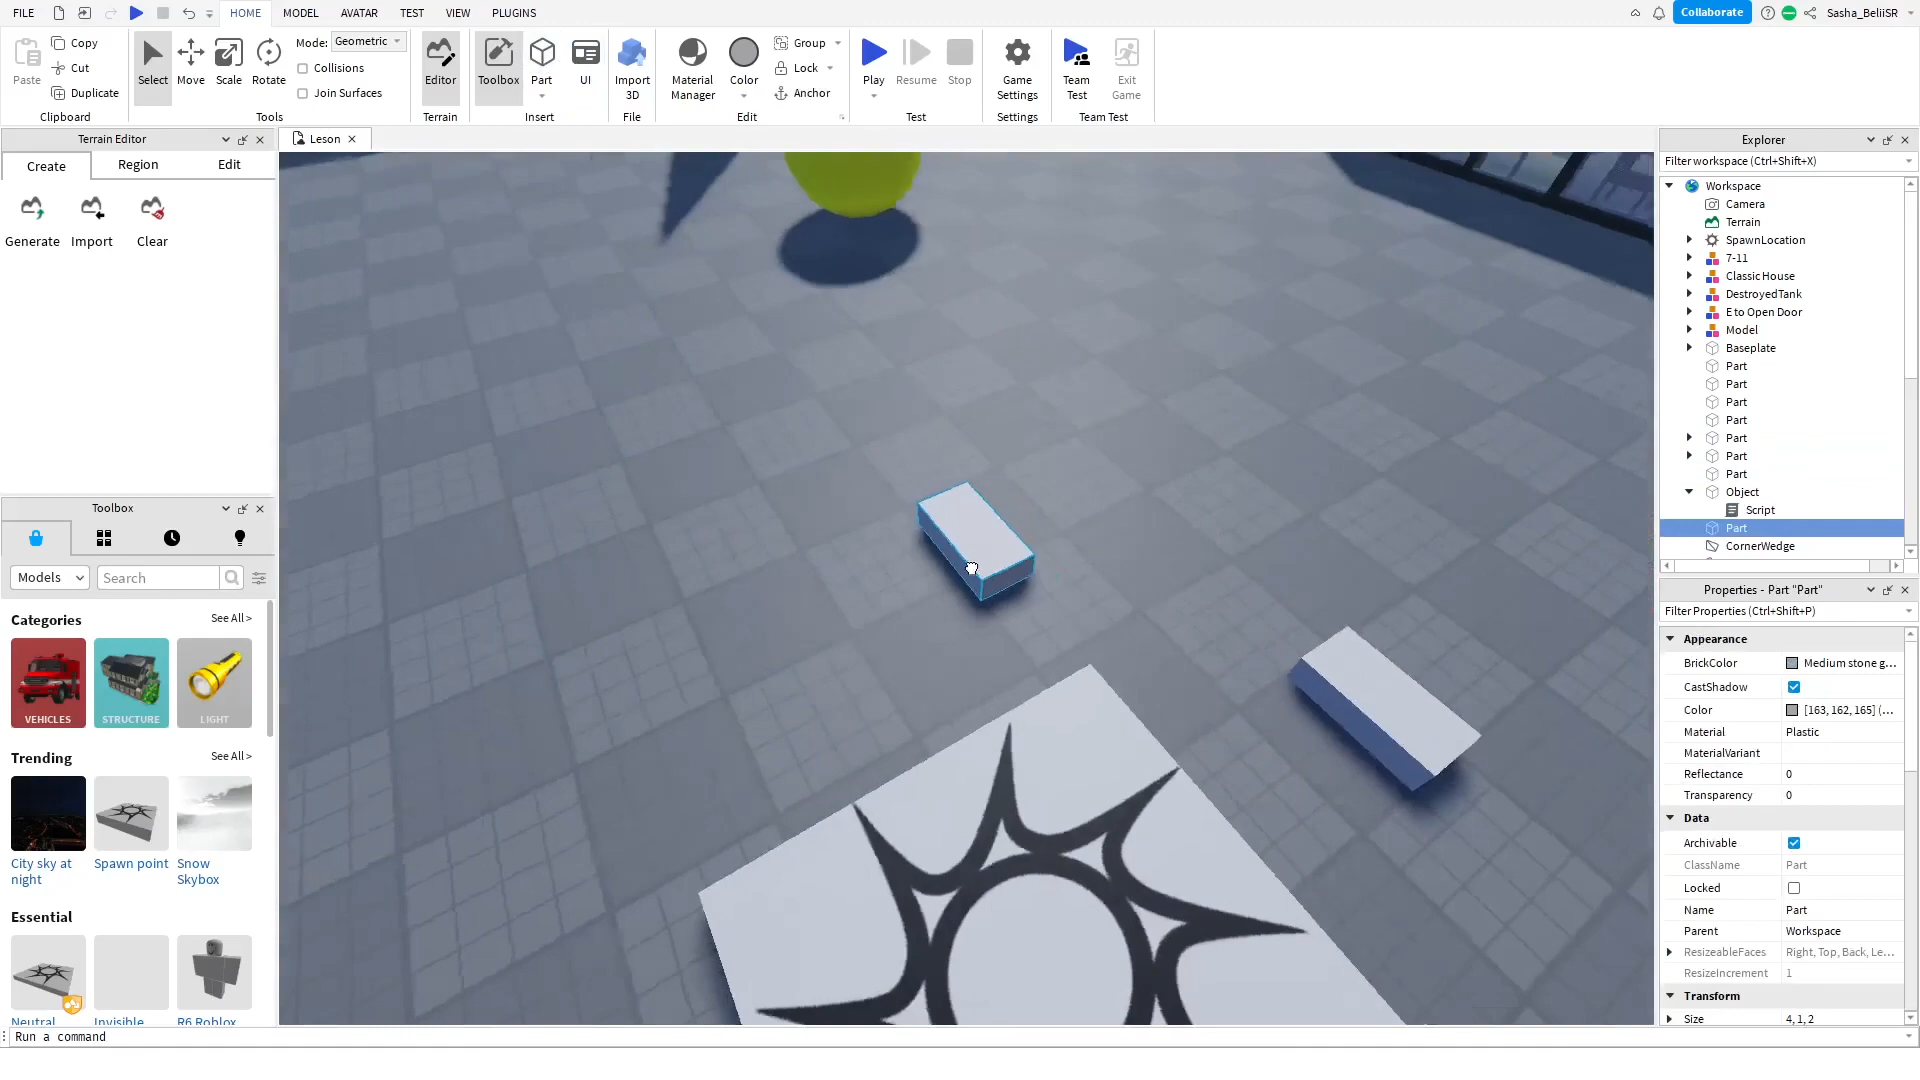 FILE HOME MODEL AVATAR TEST VIEW PLUGINS Collaborate Sasha_BeliiSR
Paste Copy Cut Duplicate Clipboard
Select Move Scale Rotate Mode: Geometric Collisions Join Surfaces Tools
Editor Terrain
Toolbox Part UI Insert
Import 3D File
Material Manager Color Group Lock Anchor Edit
Play Resume Stop Test
Game Settings Settings
Team Test Exit Game Team Test
Terrain Editor
Create Region Edit
Generate Import Clear
Toolbox
Models Search
Categories See All >
VEHICLES STRUCTURE LIGHT
Trending See All >
City sky at night Spawn point Snow Skybox
Essential See All >
Neutral Invisible R6 Roblox
Leson
Explorer
Filter workspace (Ctrl+Shift+X)
Workspace
Camera
Terrain
SpawnLocation
7-11
Classic House
DestroyedTank
E to Open Door
Model
Baseplate
Part
Part
Part
Part
Part
Part
Part
Object
Script
Part
CornerWedge
Properties - Part "Part"
Filter Properties (Ctrl+Shift+P)
Appearance
BrickColor Medium stone g...
CastShadow
Color [163, 162, 165] (...
Material Plastic
MaterialVariant
Reflectance 0
Transparency 0
Data
Archivable
ClassName Part
Locked
Name Part
Parent Workspace
ResizeableFaces Right, Top, Back, Le...
ResizeIncrement 1
Transform
Size 4, 1, 2
Run a command